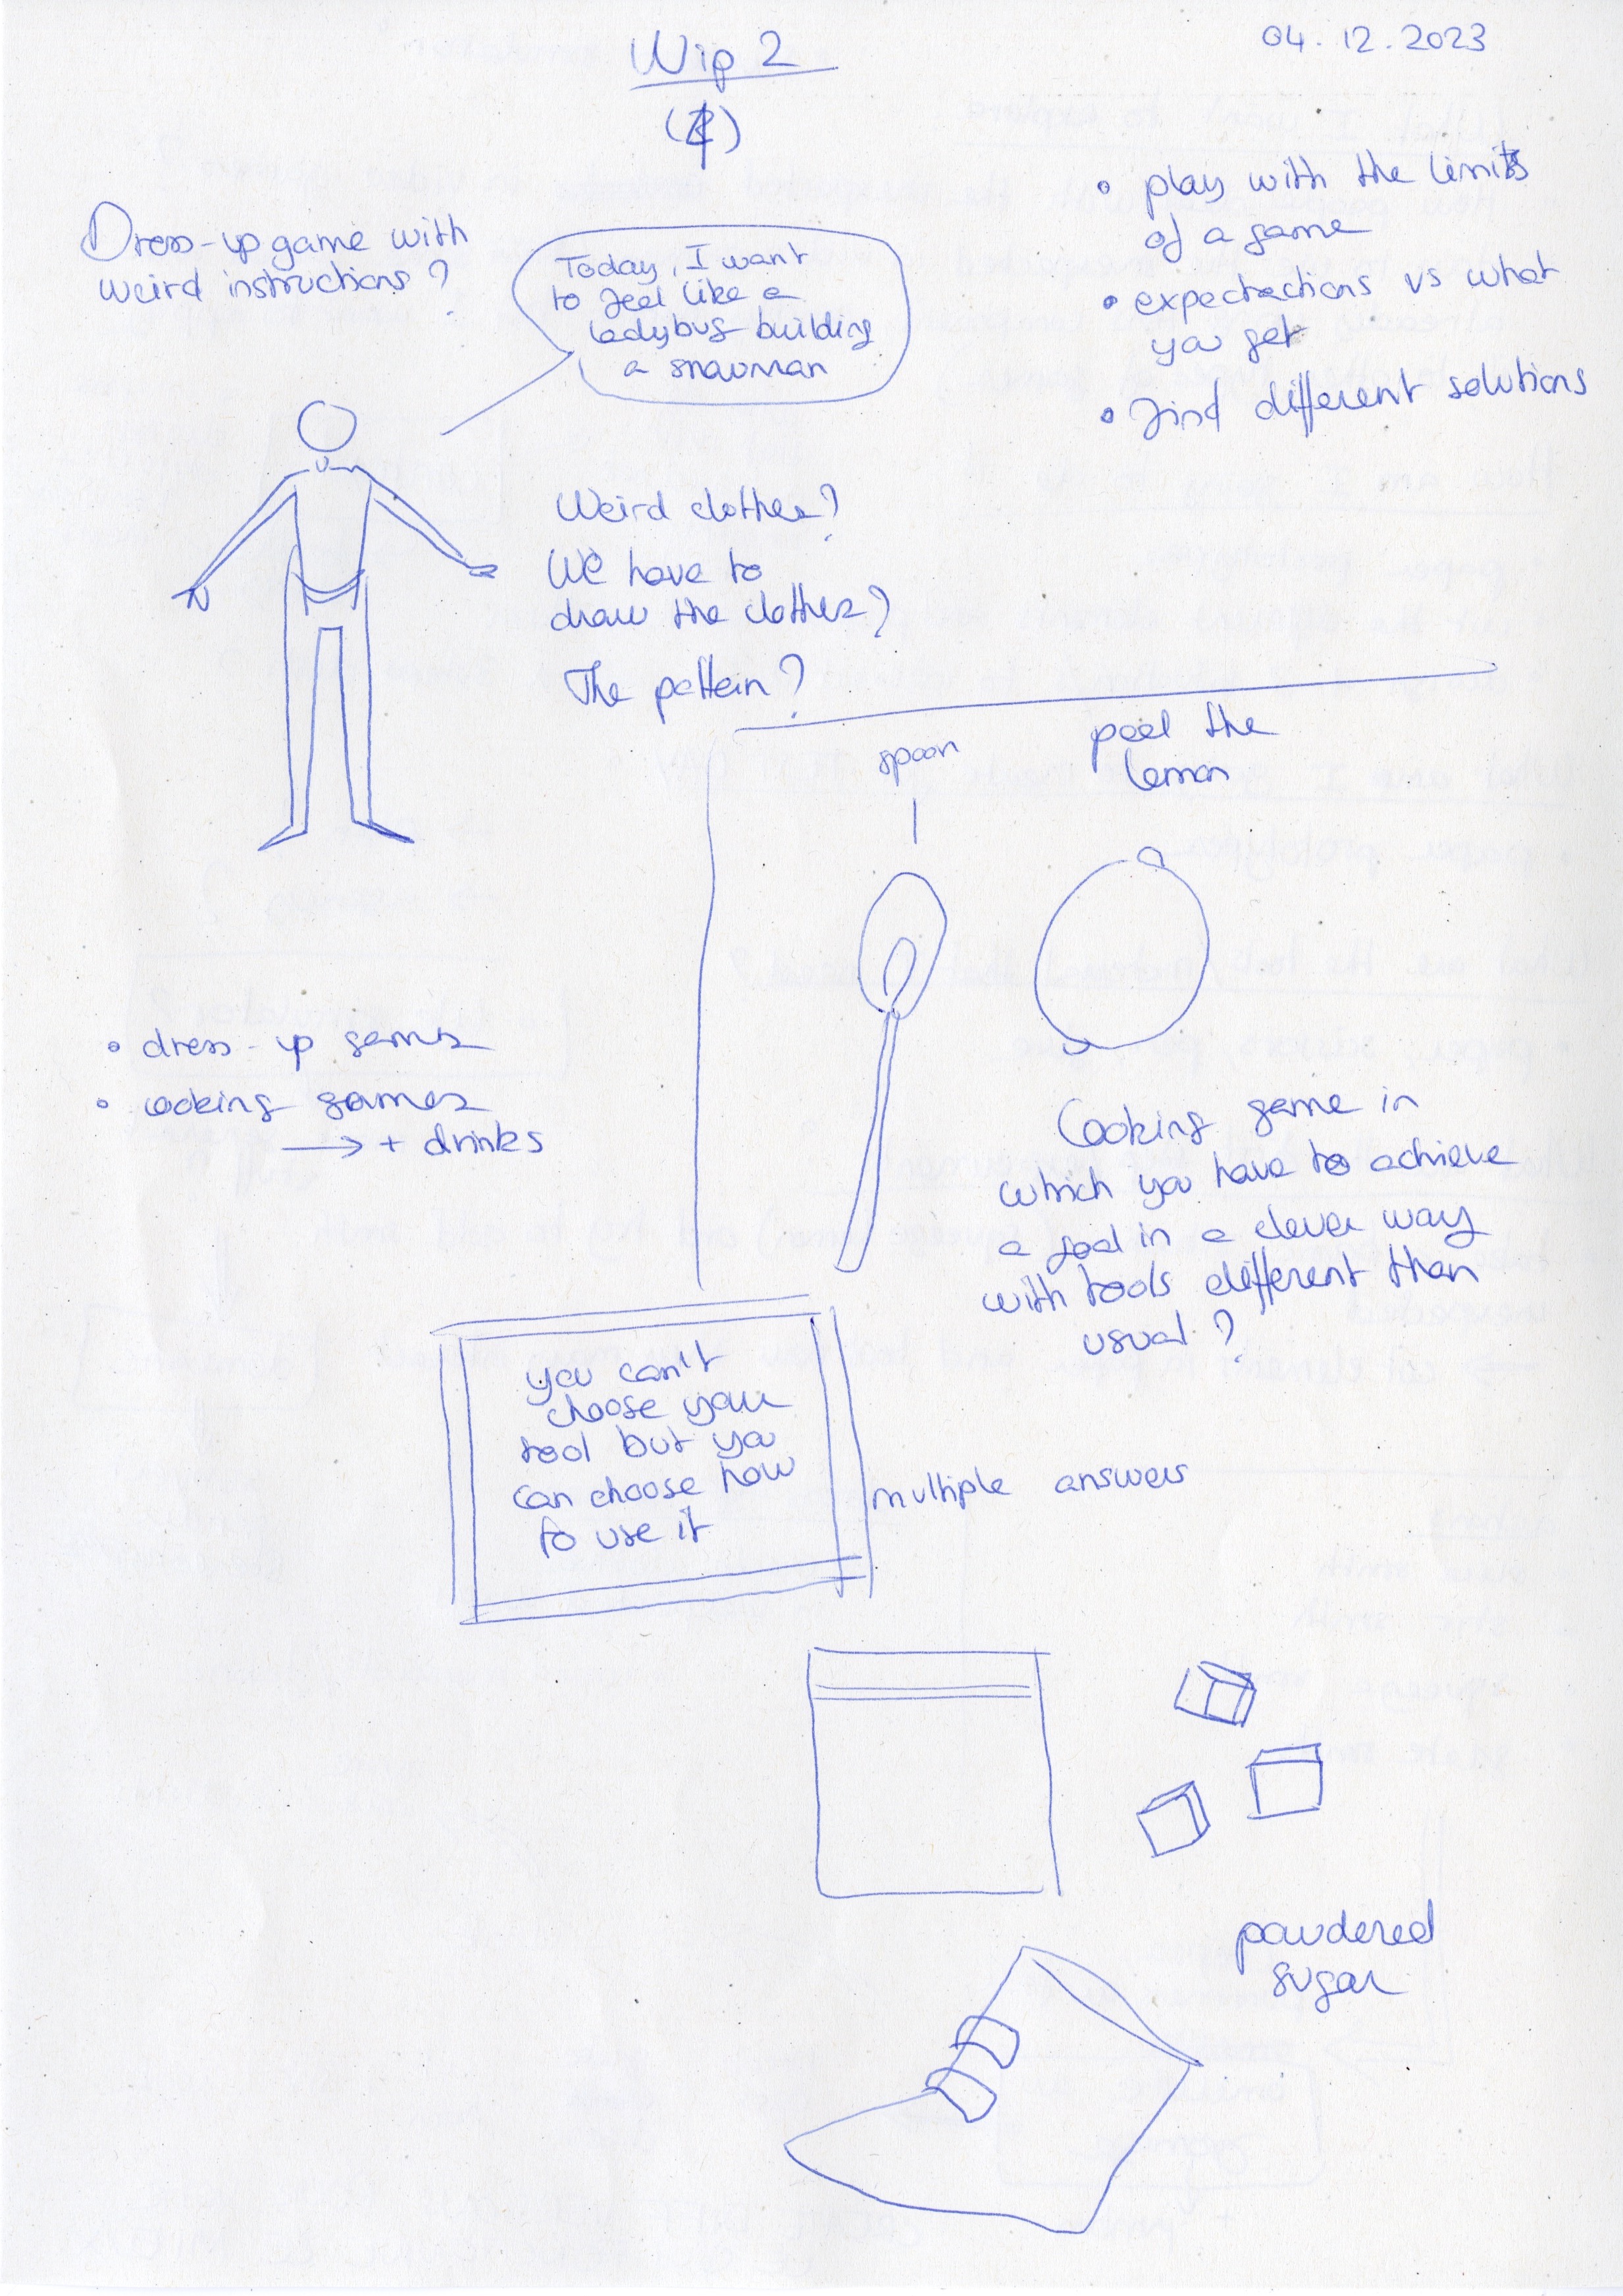 Wip 2
04.12.2023
Dress-up game with
weird instructions?
Today, I want
to feel like a
ladybug building
a snowman
• play with the limits
of a game
• expectactions vs what
you get
• find different solutions
Weird clothes?
We have to
draw the clothes?
The pattern?
spoon
peel the
lemon
• dress-up games
• cooking games
→ + drinks
Cooking game in
which you have to achieve
a goal in a clever way
with tools different than
usual?
you can't
choose your
tool but you
can choose how
to use it
multiple answers
powdered
sugar